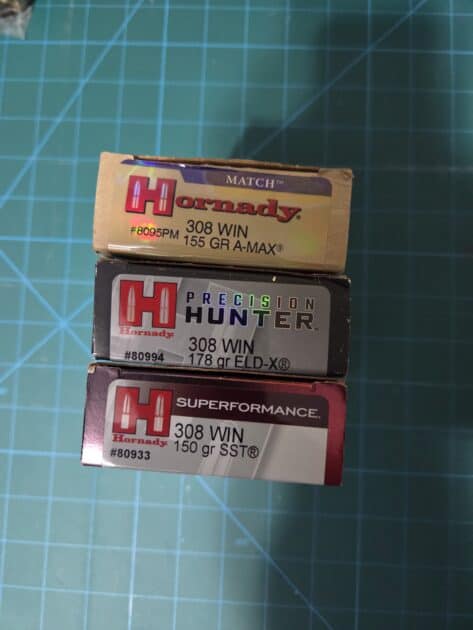 MATCH™
Hornady®
#8095PM 308 WIN
155 GR A-MAX®
H
Hornady
PRECISION
HUNTER™
308 WIN
#80994 178 gr ELD-X®
H
Hornady
SUPERFORMANCE®
308 WIN
#80933 150 gr SST®